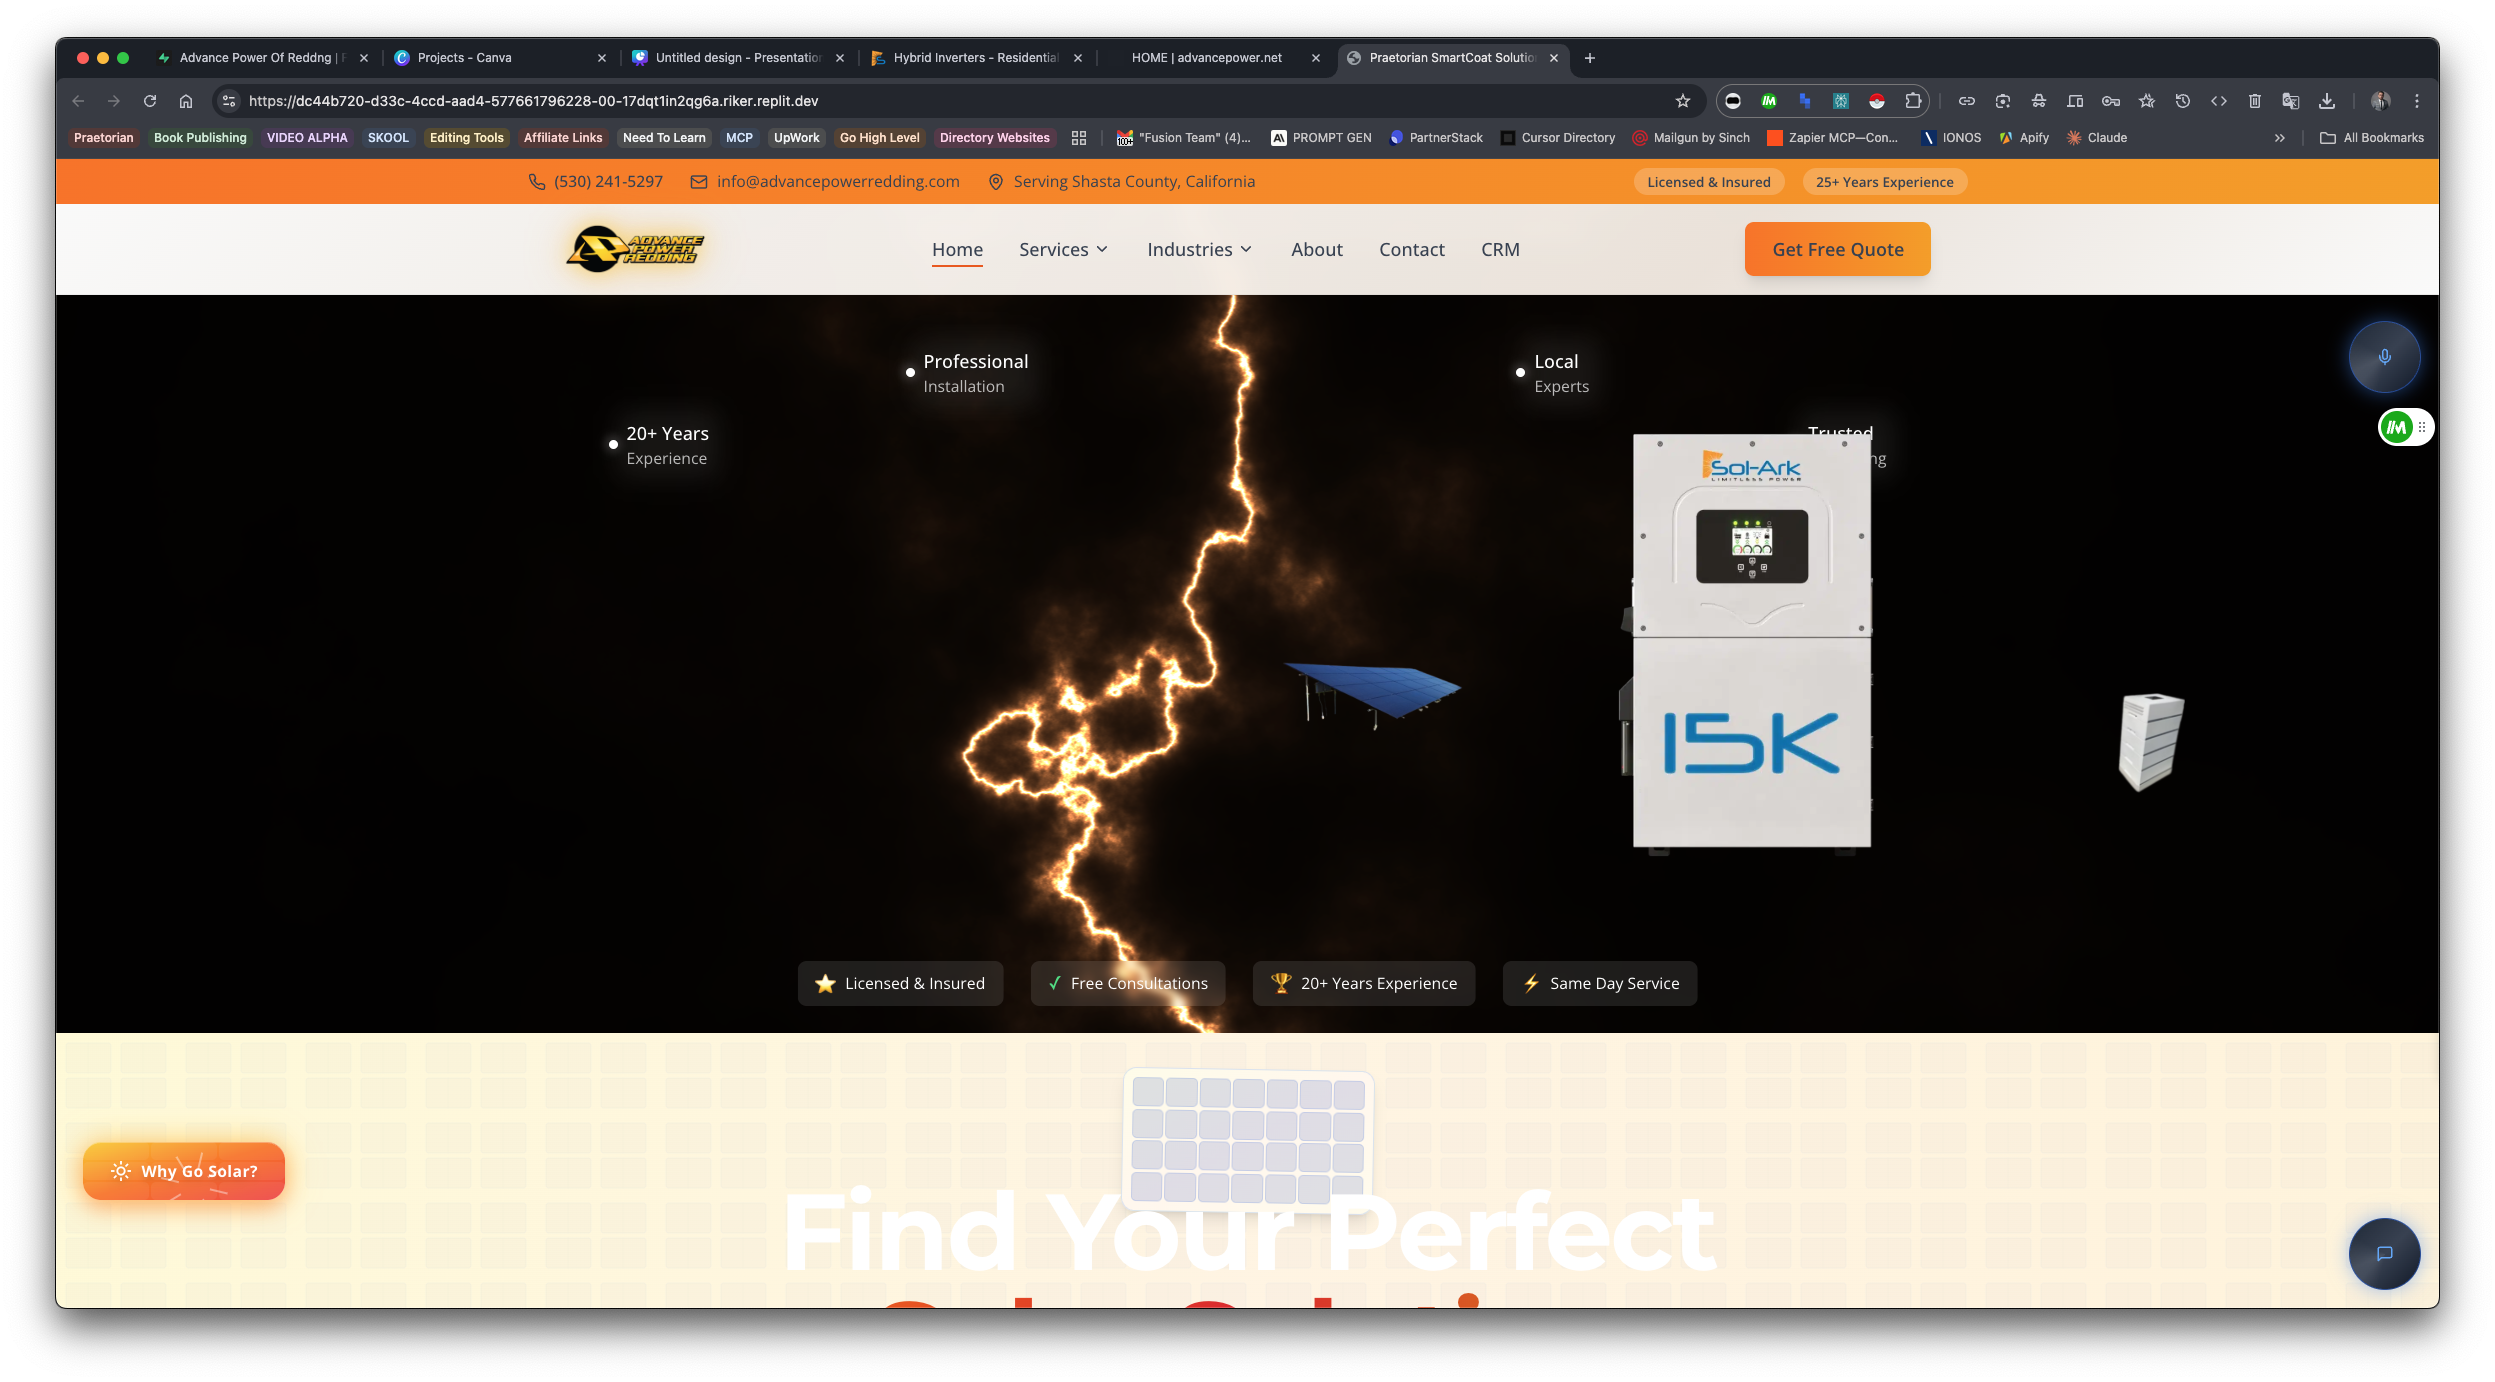 Advance Power Of Reddng |
Projects - Canva
Untitled design - Presentation
Hybrid Inverters - Residential
HOME | advancepower.net
Praetorian SmartCoat Solution
https://dc44b720-d33c-4ccd-aad4-577661796228-00-17dqt1in2qg6a.riker.replit.dev
Praetorian
Book Publishing
VIDEO ALPHA
SKOOL
Editing Tools
Affiliate Links
Need To Learn
MCP
UpWork
Go High Level
Directory Websites
100+
"Fusion Team" (4)...
PROMPT GEN
PartnerStack
Cursor Directory
Mailgun by Sinch
Zapier MCP—Con...
IONOS
Apify
Claude
All Bookmarks
(530) 241-5297
info@advancepowerredding.com
Serving Shasta County, California
Licensed & Insured
25+ Years Experience
ADVANCE
POWER
REDDING
Home
Services
Industries
About
Contact
CRM
Get Free Quote
Professional
Installation
Local
Experts
20+ Years
Experience
Trusted
ng
Sol-Ark
LIMITLESS POWER
15K
Licensed & Insured
Free Consultations
20+ Years Experience
Same Day Service
Why Go Solar?
Find Your Perfect